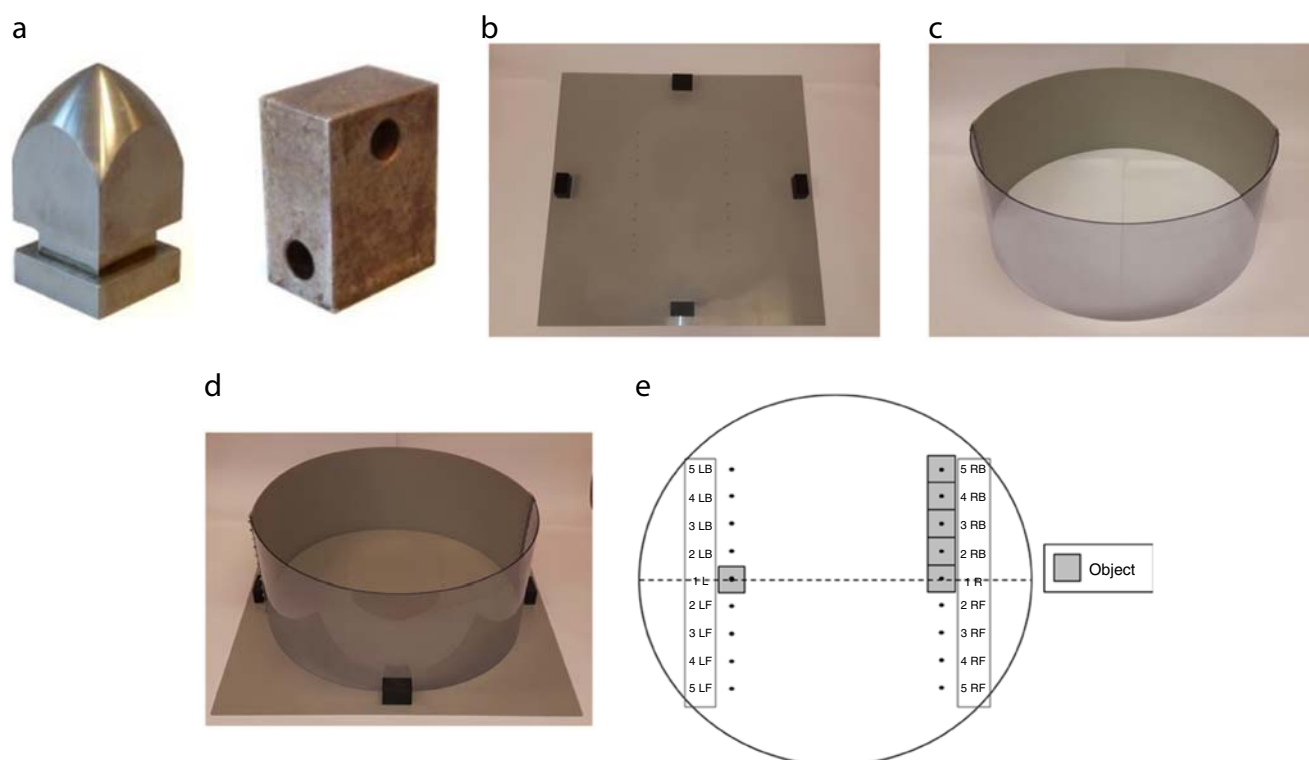 a
b
c
d
e
5 LB
4 LB
3 LB
2 LB
1 L
2 LF
3 LF
4 LF
5 LF
5 RB
4 RB
3 RB
2 RB
1 R
2 RF
3 RF
4 RF
5 RF
Object